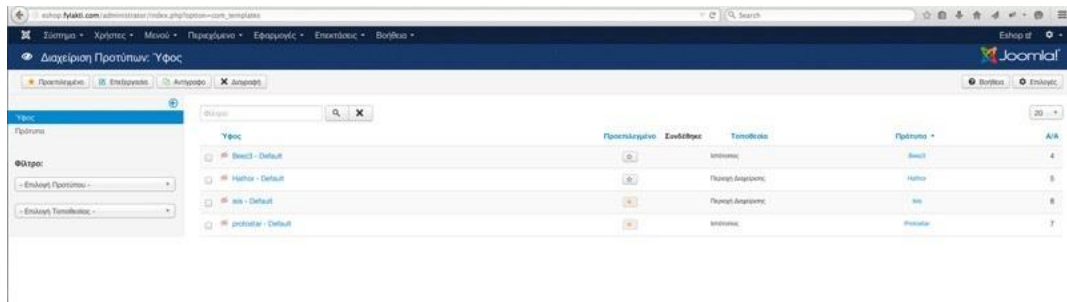 eshop.fylakti.com/administrator/index.php?option=com_templates
Search
Σύστημα Χρήστες Μενού Περιεχόμενο Εφαρμογές Επεκτάσεις Βοήθεια
Eshop st
Διαχείριση Προτύπων: Ύφος
Joomla!
Προεπιλεγμένο Επεξεργασία Αντίγραφο Διαγραφή
Βοήθεια Επιλογές
Ύφος
Πρότυπα
Φίλτρο:
- Επιλογή Προτύπου -
- Επιλογή Τοποθεσίας -
Φίλτρο
20
Ύφος Προεπιλεγμένο Συνδέθηκε Τοποθεσία Πρότυπο Α/Α
Beez3 - Default Ιστότοπος Beez3 4
Hathor - Default Περιοχή Διαχείρισης Hathor 5
isis - Default Περιοχή Διαχείρισης Isis 8
protostar - Default Ιστότοπος Protostar 7